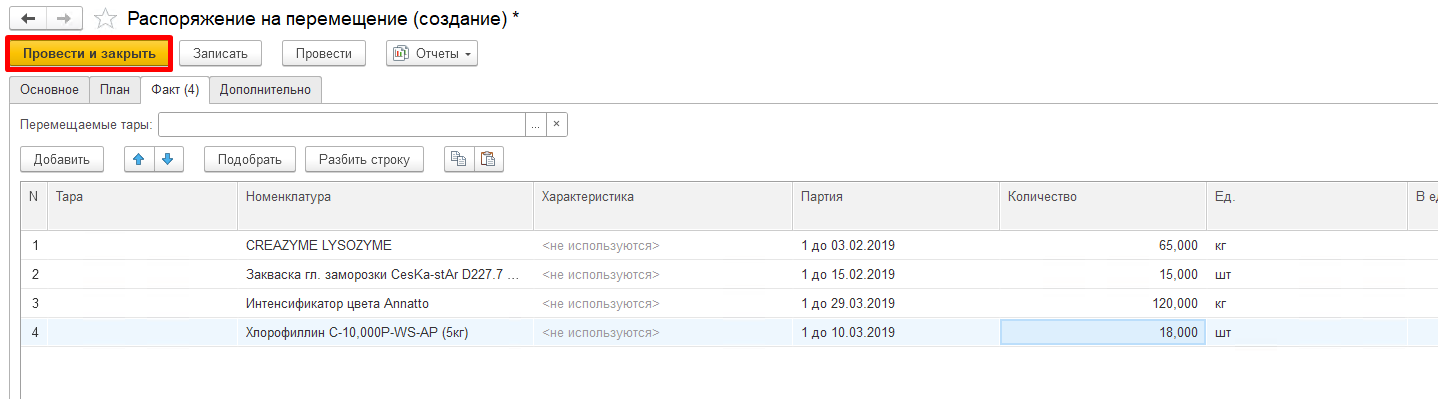 Распоряжение на перемещение (создание) *
Провести и закрыть Записать Провести Отчеты
Основное План Факт (4) Дополнительно
Перемещаемые тары: ... ×
Добавить Подобрать Разбить строку
N Тара Номенклатура Характеристика Партия Количество Ед. В ед
1 CREAZYME LYSOZYME <не используются> 1 до 03.02.2019 65,000 кг
2 Закваска гл. заморозки CesKa-stAr D227.7 ... <не используются> 1 до 15.02.2019 15,000 шт
3 Интенсификатор цвета Annatto <не используются> 1 до 29.03.2019 120,000 кг
4 Хлорофиллин C-10,000P-WS-AP (5кг) <не используются> 1 до 10.03.2019 18,000 шт